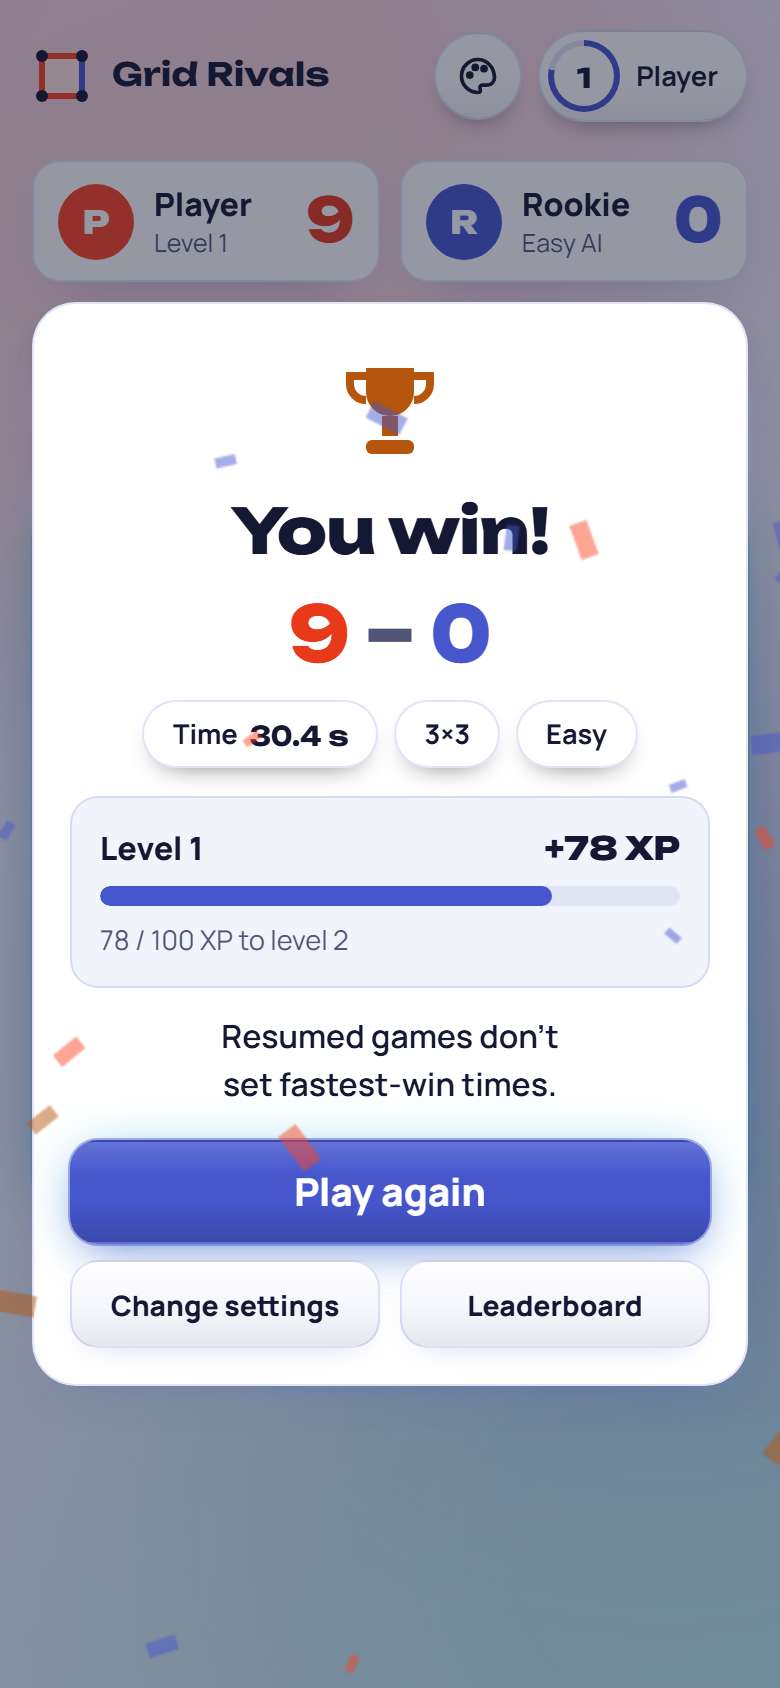 Grid Rivals
1 Player
P Player 9
Level 1
R Rookie 0
Easy AI
You win!
9 – 0
Time 30.4 s
3×3
Easy
Level 1 +78 XP
78 / 100 XP to level 2
Resumed games don't
set fastest-win times.
Play again
Change settings
Leaderboard